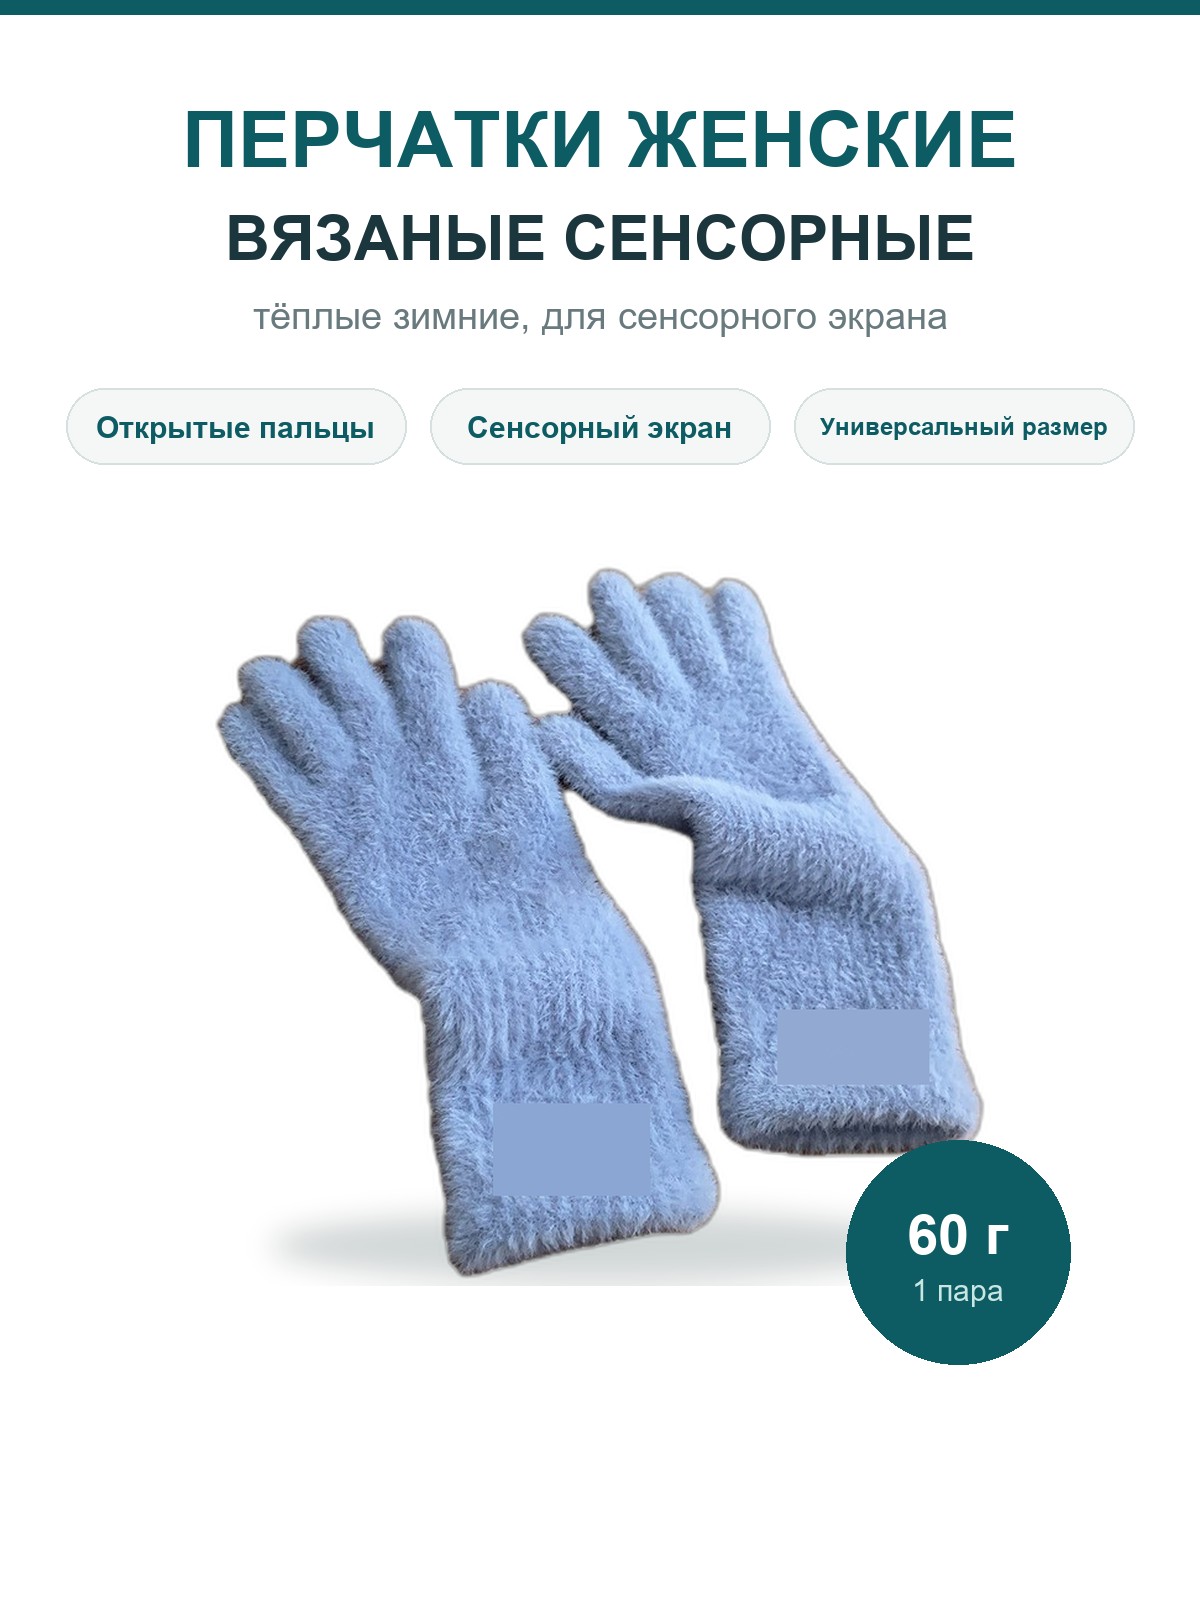 ПЕРЧАТКИ ЖЕНСКИЕ
ВЯЗАНЫЕ СЕНСОРНЫЕ
тёплые зимние, для сенсорного экрана
Открытые пальцы
Сенсорный экран
Универсальный размер
60 г
1 пара